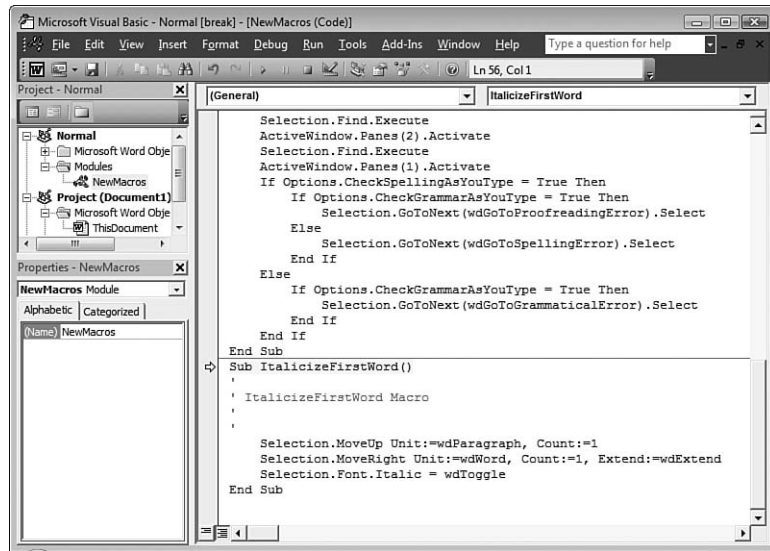 Microsoft Visual Basic - Normal [break] - [NewMacros (Code)]
File Edit View Insert Format Debug Run Tools Add-Ins Window Help Type a question for help
Ln 56, Col 1
Project - Normal
(General) ItalicizeFirstWord
Normal
Microsoft Word Obje
Modules
NewMacros
Project (Document1)
Microsoft Word Obje
ThisDocument
Properties - NewMacros
NewMacros Module
Alphabetic Categorized
(Name) NewMacros
Selection.Find.Execute
ActiveWindow.Panes(2).Activate
Selection.Find.Execute
ActiveWindow.Panes(1).Activate
If Options.CheckSpellingAsYouType = True Then
If Options.CheckGrammarAsYouType = True Then
Selection.GoToNext(wdGoToProofreadingError).Select
Else
Selection.GoToNext(wdGoToSpellingError).Select
End If
Else
If Options.CheckGrammarAsYouType = True Then
Selection.GoToNext(wdGoToGrammaticalError).Select
End If
End If
End Sub
Sub ItalicizeFirstWord()
'
' ItalicizeFirstWord Macro
'
'
Selection.MoveUp Unit:=wdParagraph, Count:=1
Selection.MoveRight Unit:=wdWord, Count:=1, Extend:=wdExtend
Selection.Font.Italic = wdToggle
End Sub